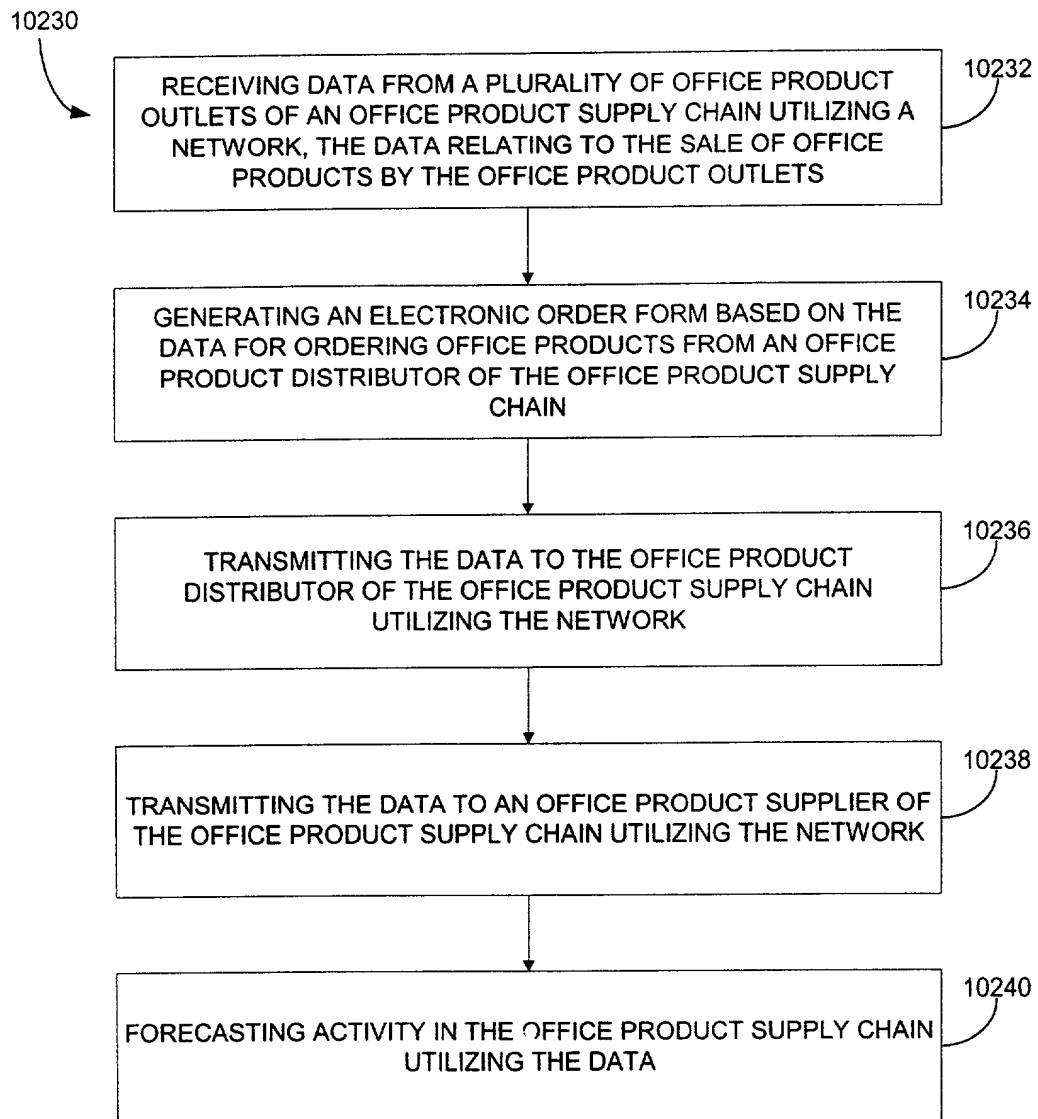 10230
10232
RECEIVING DATA FROM A PLURALITY OF OFFICE PRODUCT
OUTLETS OF AN OFFICE PRODUCT SUPPLY CHAIN UTILIZING A
NETWORK, THE DATA RELATING TO THE SALE OF OFFICE
PRODUCTS BY THE OFFICE PRODUCT OUTLETS
10234
GENERATING AN ELECTRONIC ORDER FORM BASED ON THE
DATA FOR ORDERING OFFICE PRODUCTS FROM AN OFFICE
PRODUCT DISTRIBUTOR OF THE OFFICE PRODUCT SUPPLY
CHAIN
10236
TRANSMITTING THE DATA TO THE OFFICE PRODUCT
DISTRIBUTOR OF THE OFFICE PRODUCT SUPPLY CHAIN
UTILIZING THE NETWORK
10238
TRANSMITTING THE DATA TO AN OFFICE PRODUCT SUPPLIER OF
THE OFFICE PRODUCT SUPPLY CHAIN UTILIZING THE NETWORK
10240
FORECASTING ACTIVITY IN THE OFFICE PRODUCT SUPPLY CHAIN
UTILIZING THE DATA